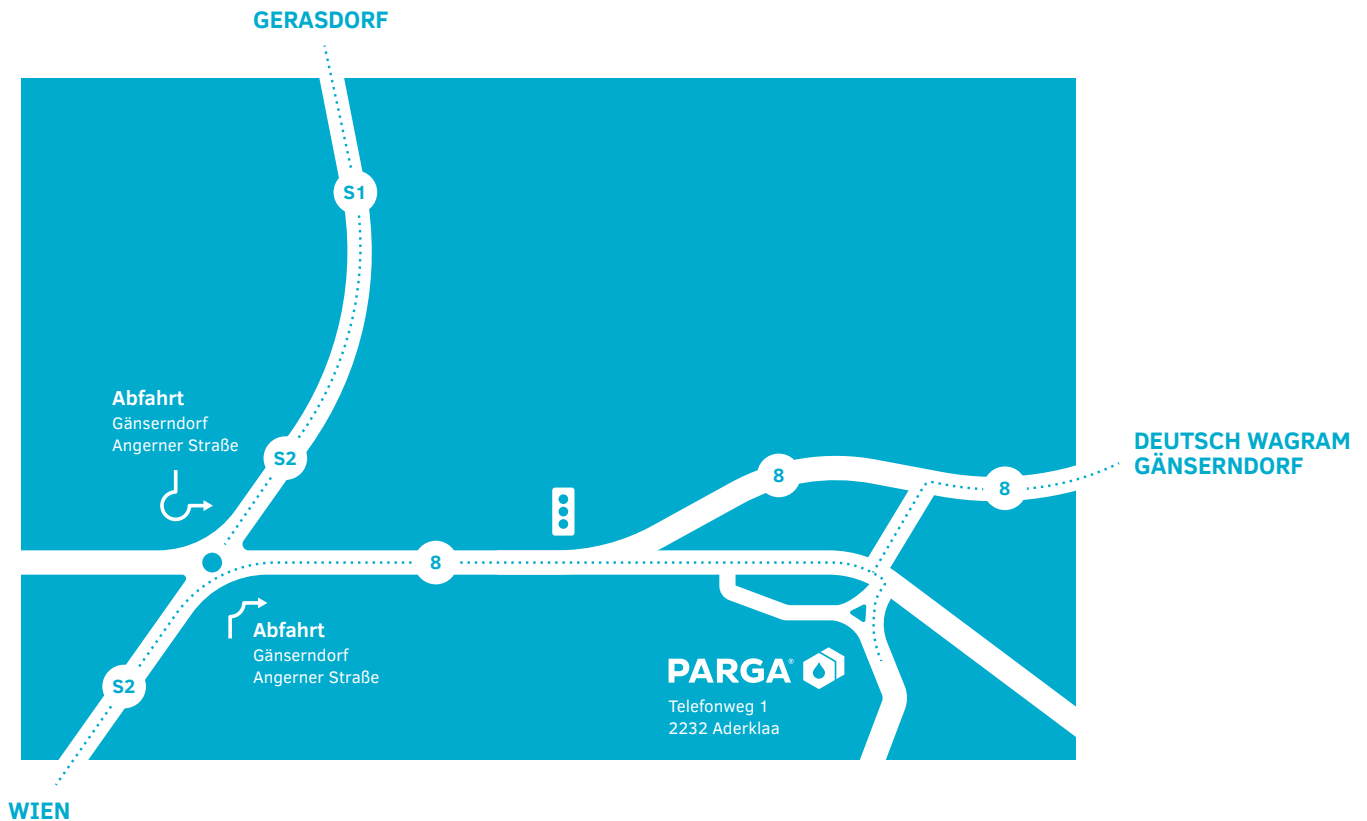 GERASDORF
S1
Abfahrt
Gänserndorf
Angerner Straße
S2
8
8
DEUTSCH WAGRAM
GÄNSERNDORF
8
Abfahrt
Gänserndorf
Angerner Straße
S2
PARGA®
Telefonweg 1
2232 Aderklaa
WIEN